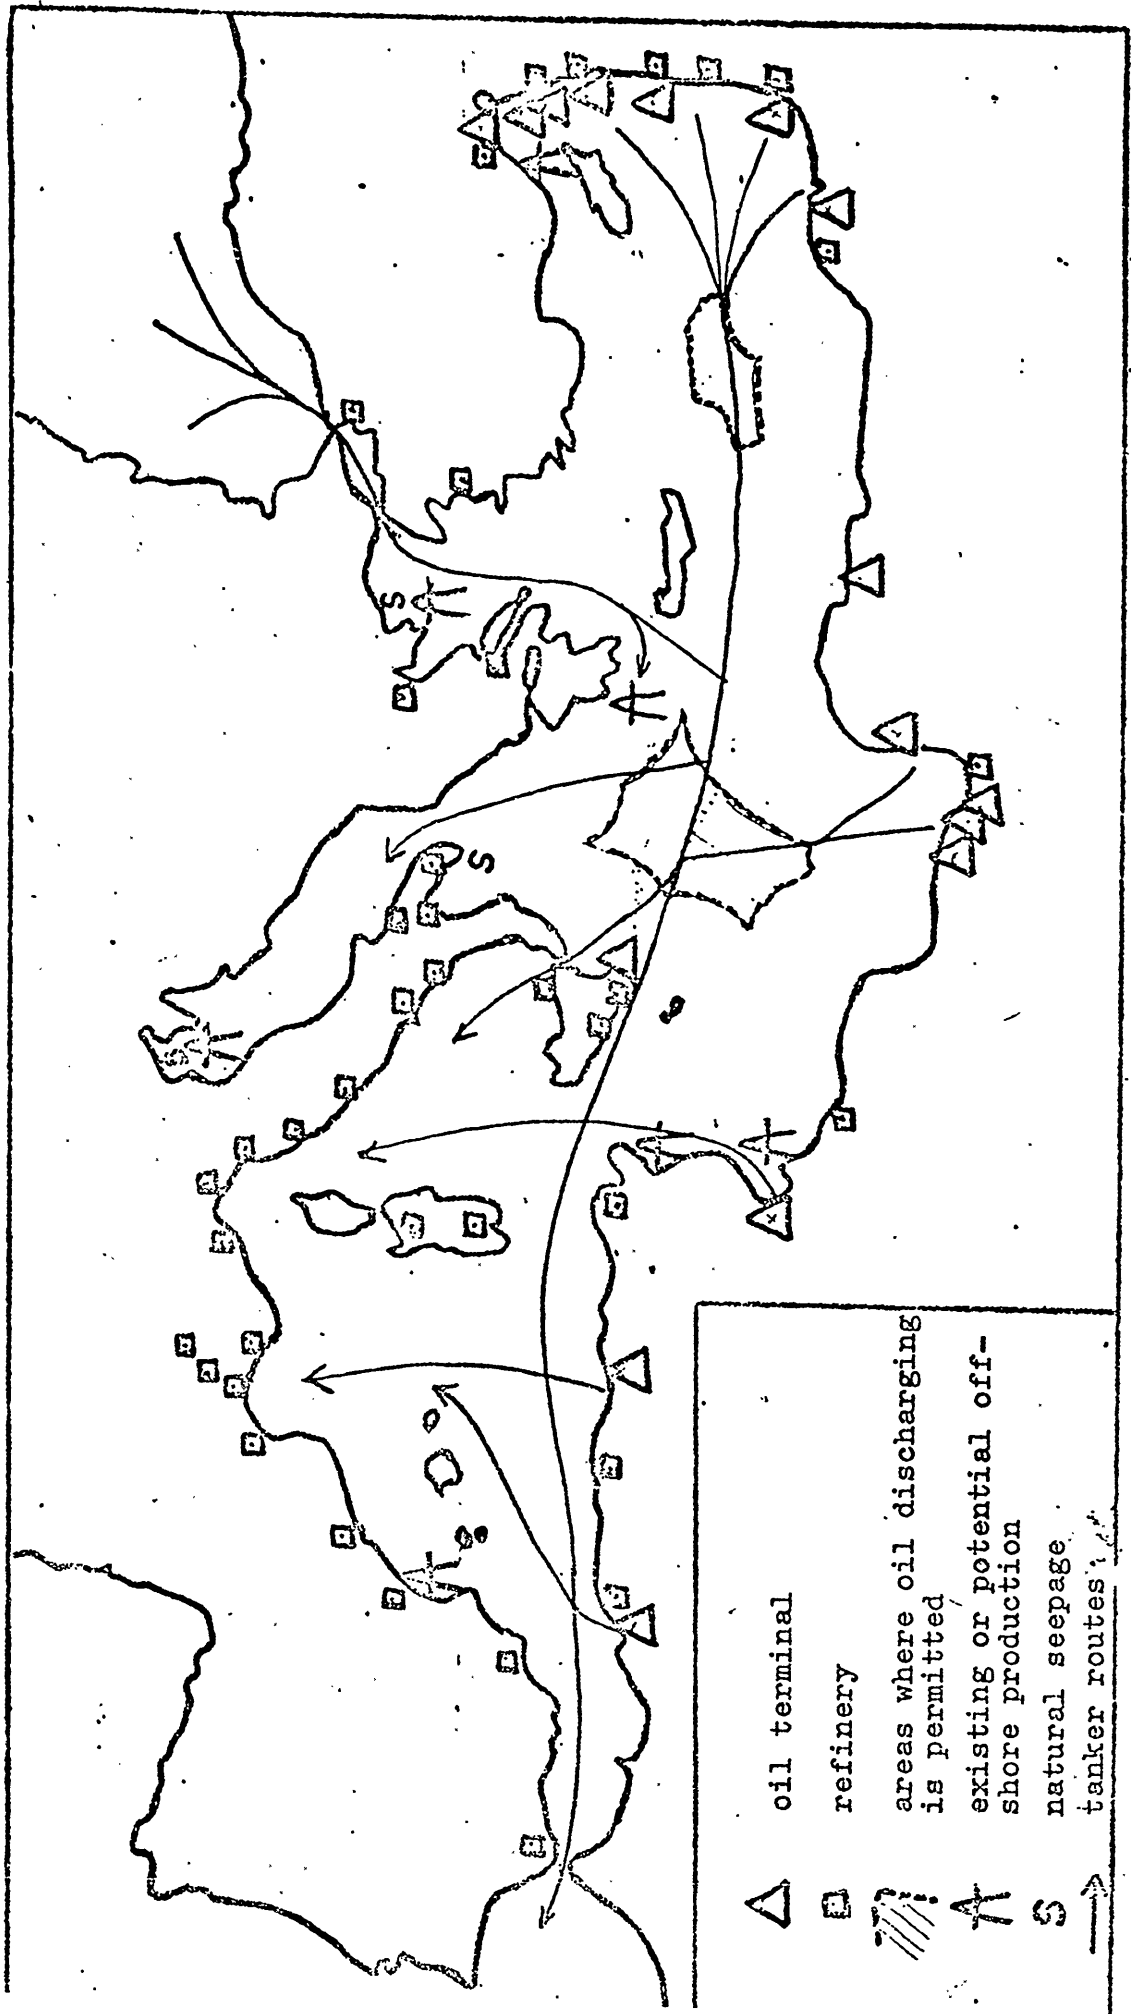 oil terminal
refinery
areas where oil discharging
is permitted
existing or potential off-
shore production
S natural seepage
tanker routes
S
S
S